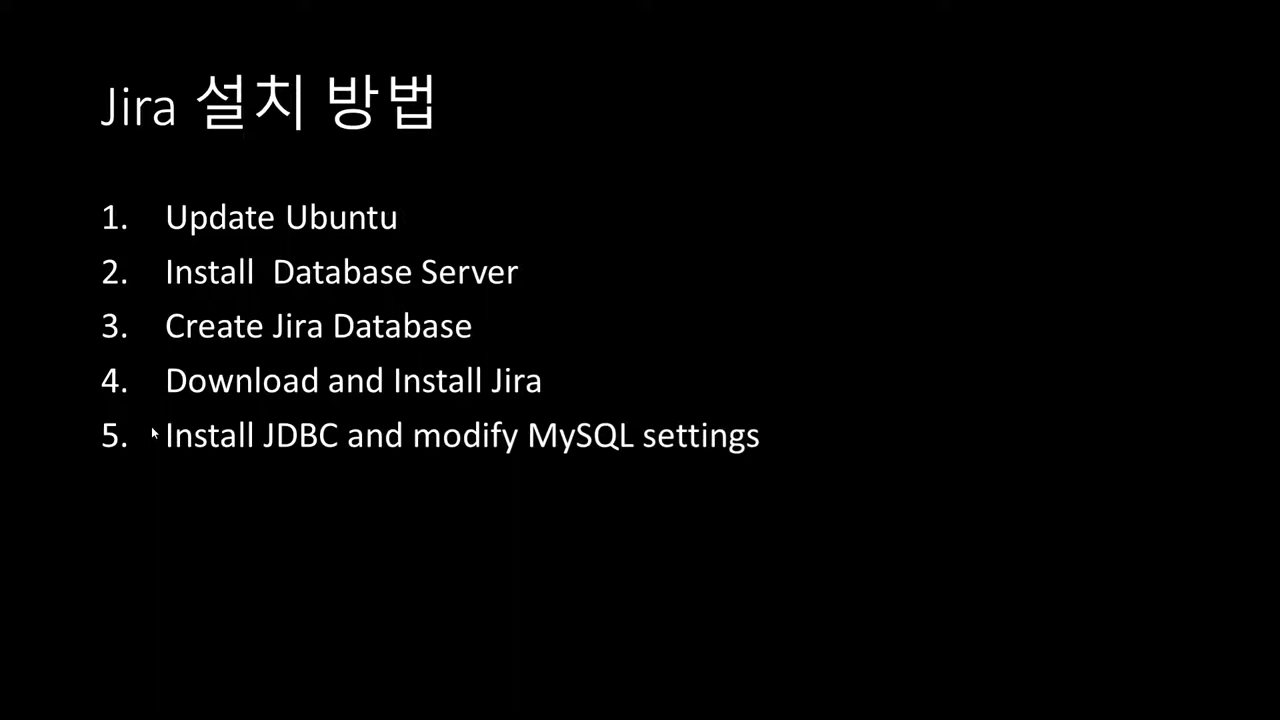 Jira 설치 방법
1. Update Ubuntu
2. Install  Database Server
3. Create Jira Database
4. Download and Install Jira
5. Install JDBC and modify MySQL settings